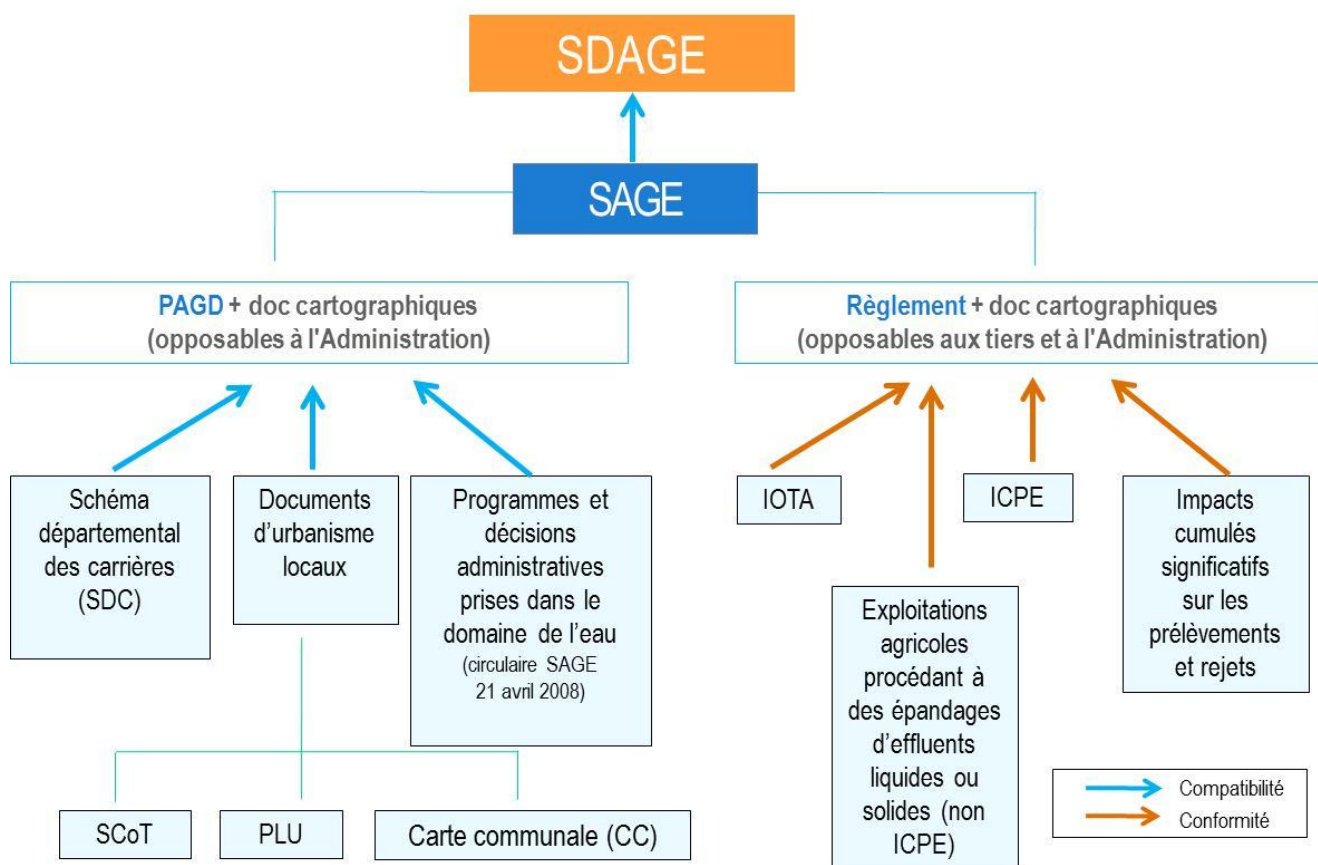 SDAGE
SAGE
PAGD + doc cartographiques
(opposables à l'Administration)
Règlement + doc cartographiques
(opposables aux tiers et à l'Administration)
Schéma
départemental
des carrières
(SDC)
Documents
d’urbanisme
locaux
Programmes et
décisions
administratives
prises dans le
domaine de l’eau
(circulaire SAGE
21 avril 2008)
SCoT
PLU
Carte communale (CC)
IOTA
Exploitations
agricoles
procédant à
des épandages
d’effluents
liquides ou
solides (non
ICPE)
ICPE
Impacts
cumulés
significatifs
sur les
prélèvements
et rejets
Compatibilité
Conformité